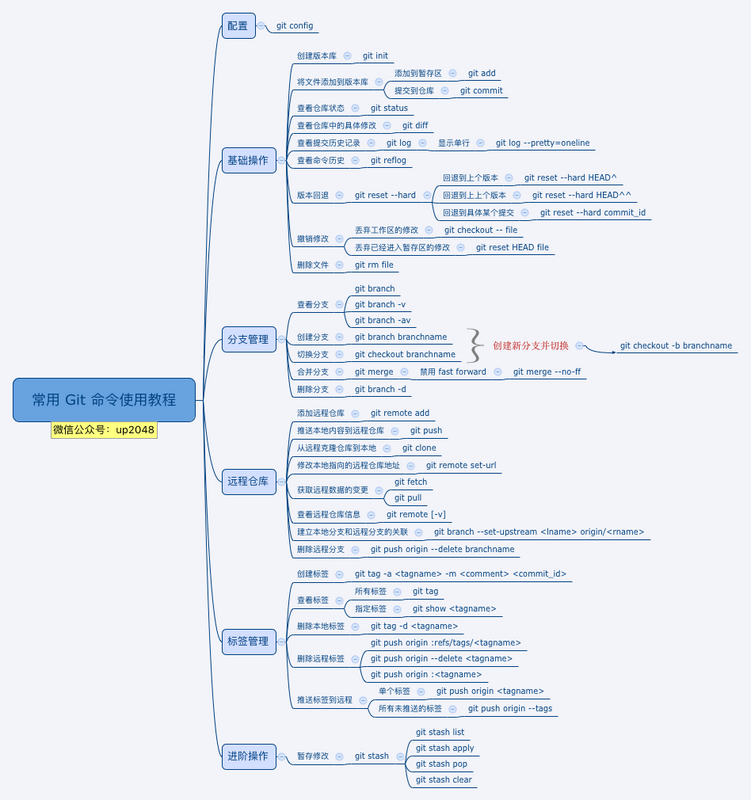 配置
git config
基础操作
创建版本库
git init
将文件添加到版本库
添加到暂存区
git add
提交到仓库
git commit
查看仓库状态
git status
查看仓库中的具体修改
git diff
查看提交历史记录
git log
显示单行
git log --pretty=oneline
查看命令历史
git reflog
版本回退
git reset --hard
回退到上个版本
git reset --hard HEAD^
回退到上上个版本
git reset --hard HEAD^^
回退到具体某个提交
git reset --hard commit_id
撤销修改
丢弃工作区的修改
git checkout -- file
丢弃已经进入暂存区的修改
git reset HEAD file
删除文件
git rm file
分支管理
查看分支
git branch
git branch -v
git branch -av
创建分支
git branch branchname
切换分支
git checkout branchname
创建新分支并切换
git checkout -b branchname
合并分支
git merge
禁用 fast forward
git merge --no-ff
删除分支
git branch -d
常用 Git 命令使用教程
微信公众号：up2048
远程仓库
添加远程仓库
git remote add
推送本地内容到远程仓库
git push
从远程克隆仓库到本地
git clone
修改本地指向的远程仓库地址
git remote set-url
获取远程数据的变更
git fetch
git pull
查看远程仓库信息
git remote [-v]
建立本地分支和远程分支的关联
git branch --set-upstream <lname> origin/<rname>
删除远程分支
git push origin --delete branchname
标签管理
创建标签
git tag -a <tagname> -m <comment> <commit_id>
查看标签
所有标签
git tag
指定标签
git show <tagname>
删除本地标签
git tag -d <tagname>
删除远程标签
git push origin :refs/tags/<tagname>
git push origin --delete <tagname>
git push origin :<tagname>
推送标签到远程
单个标签
git push origin <tagname>
所有未推送的标签
git push origin --tags
进阶操作
暂存修改
git stash
git stash list
git stash apply
git stash pop
git stash clear